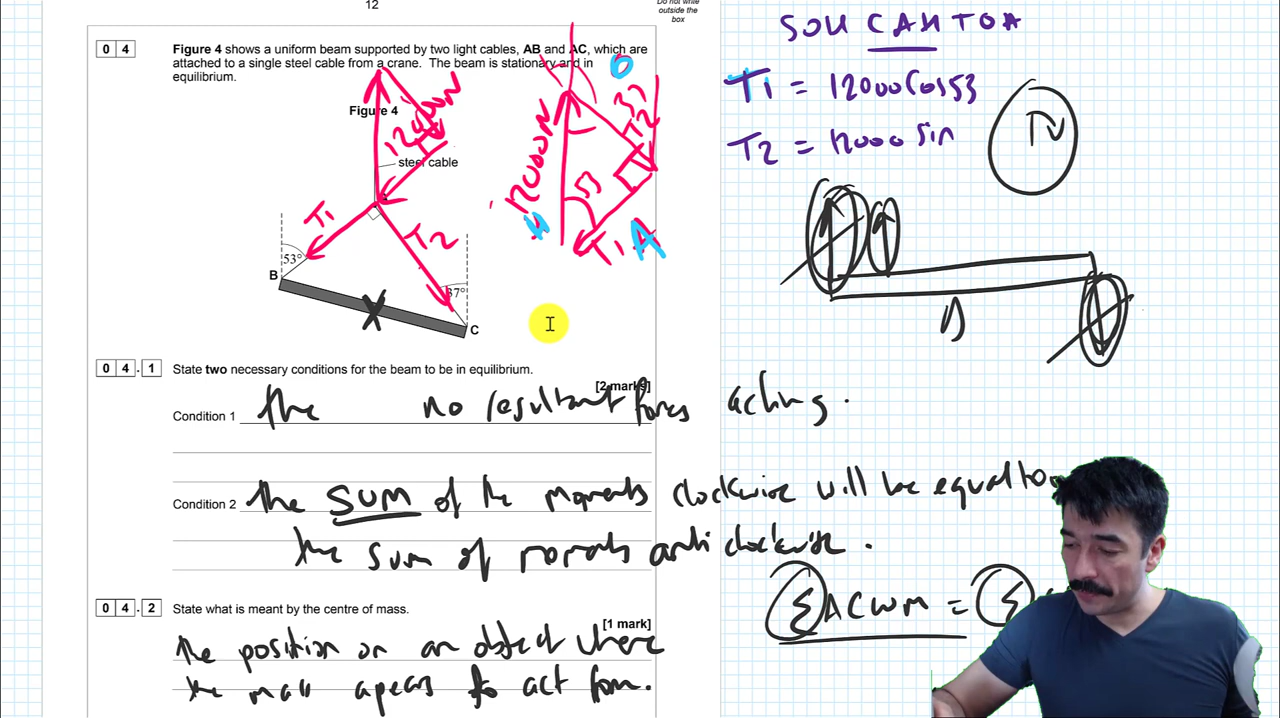 12
Do not write
outside the
box
0 4
Figure 4 shows a uniform beam supported by two light cables, AB and AC, which are
attached to a single steel cable from a crane. The beam is stationary and in
equilibrium.
Figure 4
12000N
steel cable
T1
T2
53°
37°
B
C
12000N
53
T2
T1
O
H
A
SOH CAH TOA
T1 = 12000 Cos53
T2 = 12000 Sin
0 4 . 1
State two necessary conditions for the beam to be in equilibrium.
[2 marks]
Condition 1 the no resultant forces acting.
Condition 2 the sum of the moments clockwise will be equal to
the sum of moments anti clockwise.
ΣACWM = Σ
0 4 . 2
State what is meant by the centre of mass.
[1 mark]
the position on an object where
the mass apears to act from.